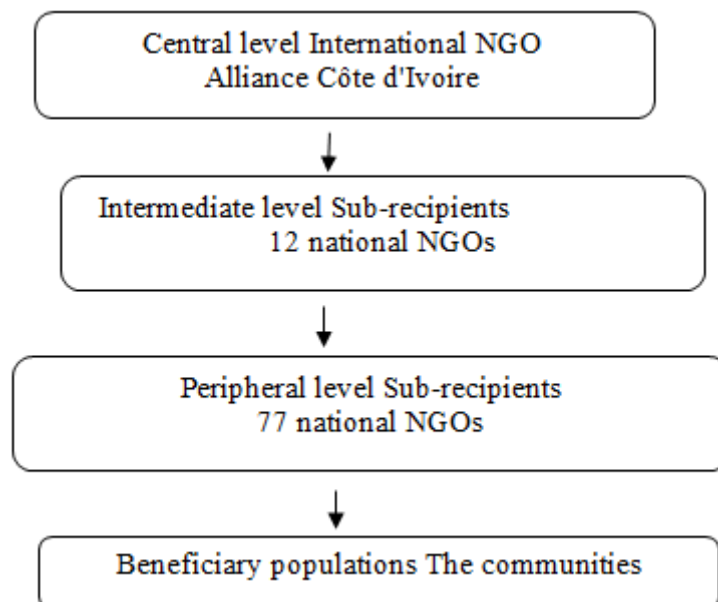 Central level International NGO
Alliance Côte d'Ivoire
Intermediate level Sub-recipients
12 national NGOs
Peripheral level Sub-recipients
77 national NGOs
Beneficiary populations The communities